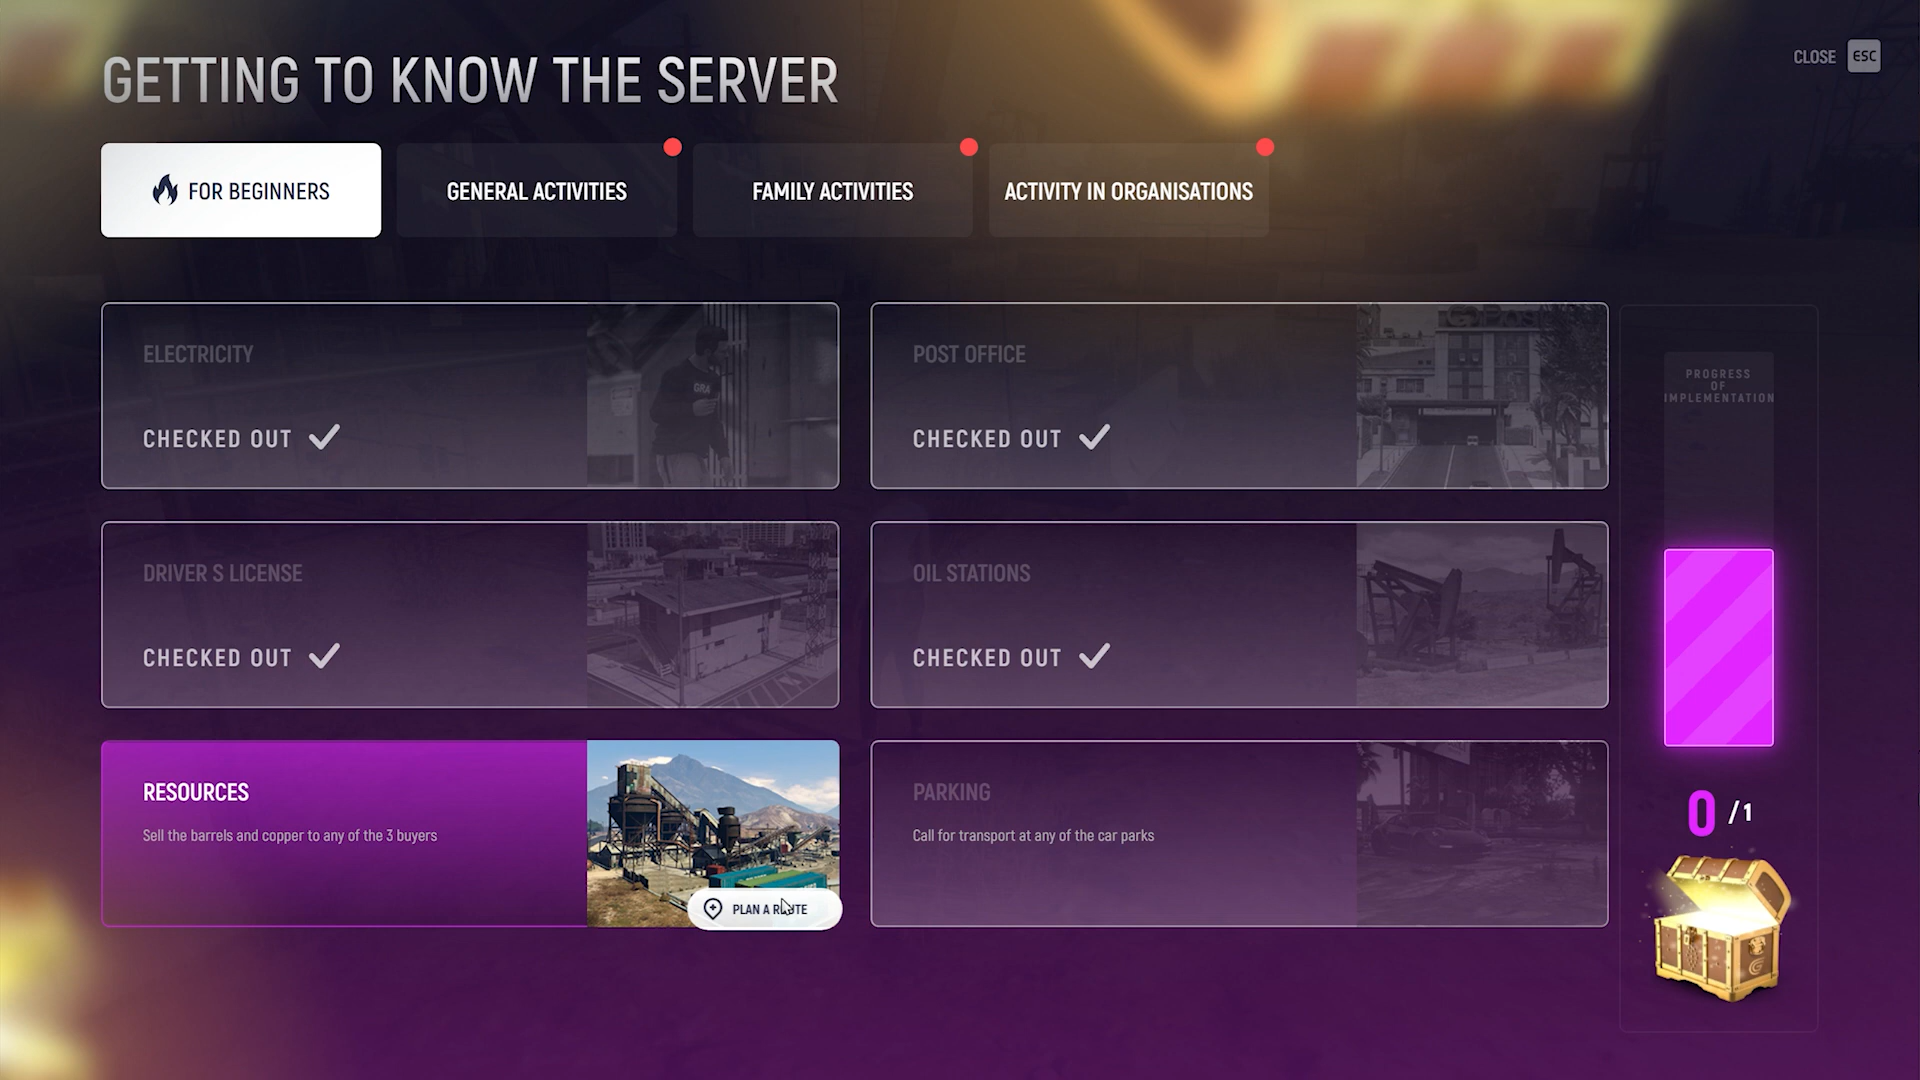 GETTING TO KNOW THE SERVER
CLOSE ESC
FOR BEGINNERS
GENERAL ACTIVITIES
FAMILY ACTIVITIES
ACTIVITY IN ORGANISATIONS
ELECTRICITY
CHECKED OUT
POST OFFICE
CHECKED OUT
DRIVER S LICENSE
CHECKED OUT
OIL STATIONS
CHECKED OUT
RESOURCES
Sell the barrels and copper to any of the 3 buyers
PLAN A ROUTE
PARKING
Call for transport at any of the car parks
PROGRESS
OF
IMPLEMENTATION
0 /1